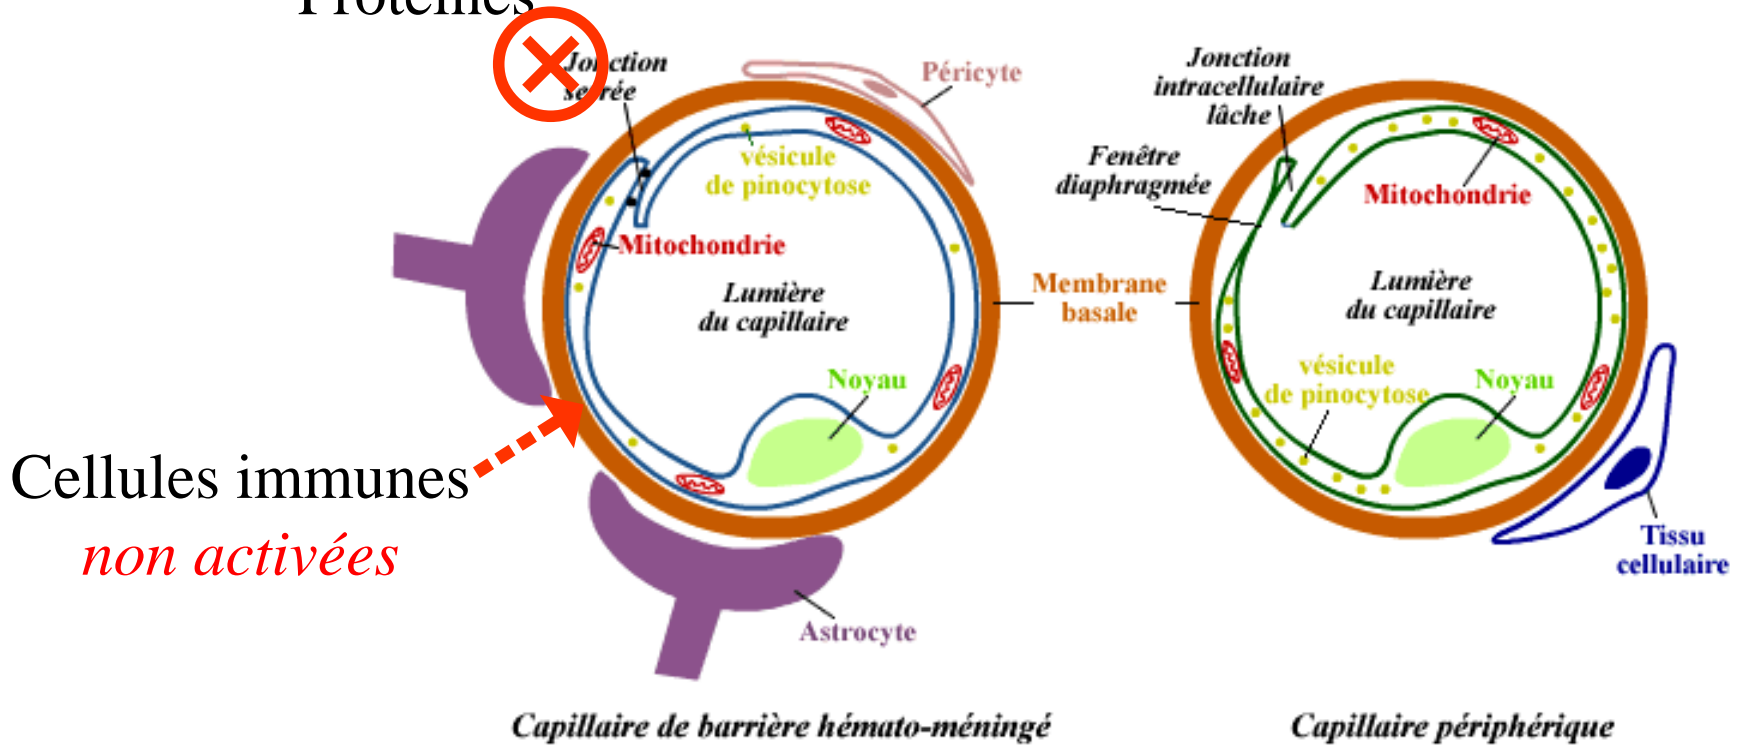 Protéines
Jonction
serrée
Péricyte
vésicule
de pinocytose
Mitochondrie
Lumière
du capillaire
Noyau
Membrane
basale
Cellules immunes
non activées
Astrocyte
Capillaire de barrière hémato-méningé
Jonction
intracellulaire
lâche
Fenêtre
diaphragmée
Mitochondrie
Lumière
du capillaire
vésicule
de pinocytose
Noyau
Tissu
cellulaire
Capillaire périphérique